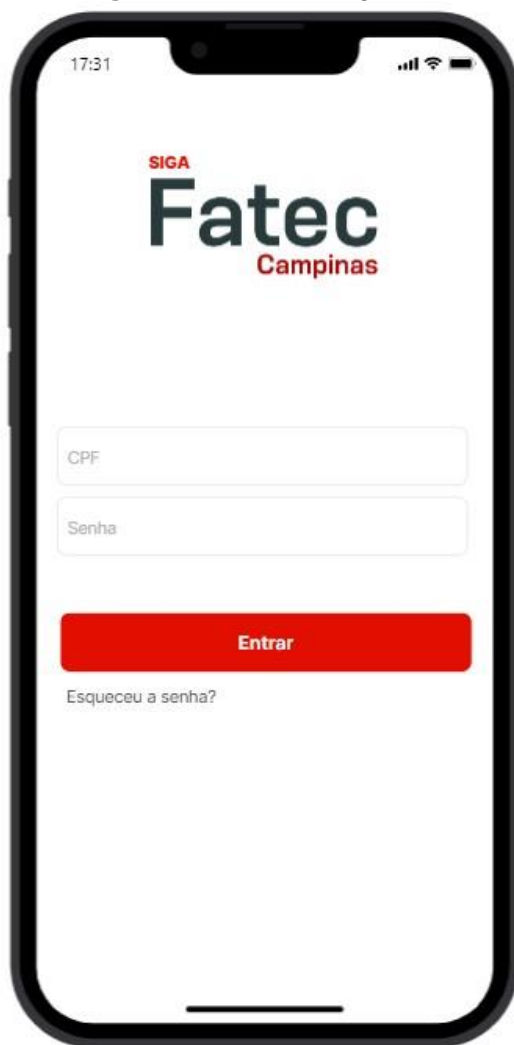 17:31
SIGA
Fatec
Campinas
CPF
Senha
Entrar
Esqueceu a senha?